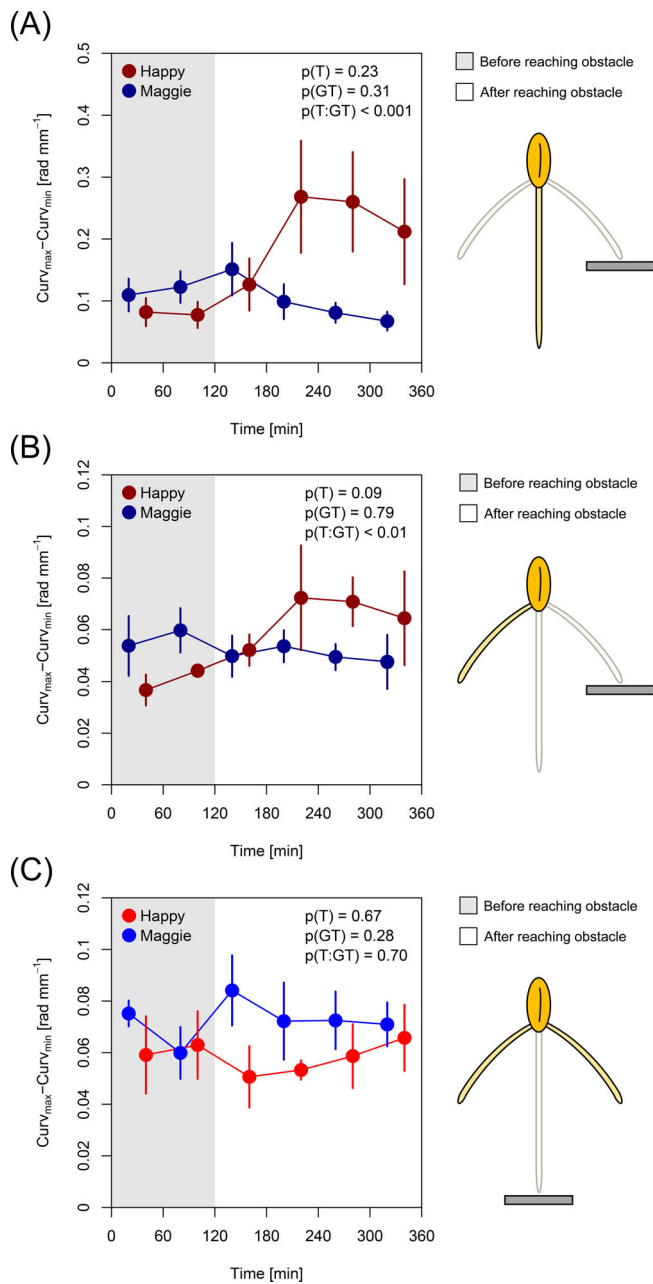 (A)
0.5
0.4
0.3
0.2
0.1
0
Curvmax−Curvmin [rad mm−1]
Happy
Maggie
p(T) = 0.23
p(GT) = 0.31
p(T:GT) < 0.001
0 60 120 180 240 300 360
Time [min]
Before reaching obstacle
After reaching obstacle
(B)
0.12
0.1
0.08
0.06
0.04
0.02
0
Curvmax−Curvmin [rad mm−1]
Happy
Maggie
p(T) = 0.09
p(GT) = 0.79
p(T:GT) < 0.01
0 60 120 180 240 300 360
Time [min]
Before reaching obstacle
After reaching obstacle
(C)
0.12
0.1
0.08
0.06
0.04
0.02
0
Curvmax−Curvmin [rad mm−1]
Happy
Maggie
p(T) = 0.67
p(GT) = 0.28
p(T:GT) = 0.70
0 60 120 180 240 300 360
Time [min]
Before reaching obstacle
After reaching obstacle